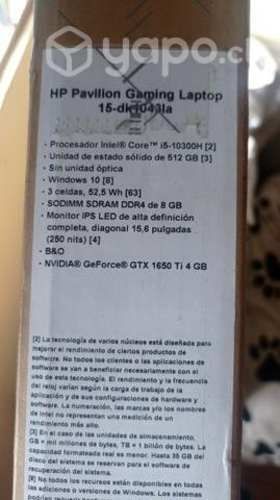 yapo.cl
HP Pavilion Gaming Laptop
15-dk1043la
- Procesador Intel® Core™ i5-10300H [2]
- Unidad de estado sólido de 512 GB [3]
- Sin unidad óptica
- Windows 10 [8]
- 3 celdas, 52,5 Wh [63]
- SODIMM SDRAM DDR4 de 8 GB
- Monitor IPS LED de alta definición
completa, diagonal 15,6 pulgadas
(250 nits) [4]
- B&O
- NVIDIA® GeForce® GTX 1650 Ti 4 GB
[2] La tecnología de varios núcleos está diseñada para
mejorar el rendimiento de ciertos productos de
software. No todos los clientes o las aplicaciones de
software se van a beneficiar necesariamente con el
uso de esta tecnología. El rendimiento y la frecuencia
del reloj varían según la carga de trabajo de la
aplicación y de sus configuraciones de hardware y
software. La numeración, las marcas y/o los nombres
de Intel no representan una medición de un
rendimiento más alto.
[3] En el caso de las unidades de almacenamiento,
GB = mil millones de bytes, TB = 1 billón de bytes. La
capacidad formateada real es menor. Hasta 35 GB del
disco del sistema se reservan para el software de
recuperación del sistema.
[8] No todos los recursos están disponibles en todas
las ediciones o versiones de Windows. Los sistemas